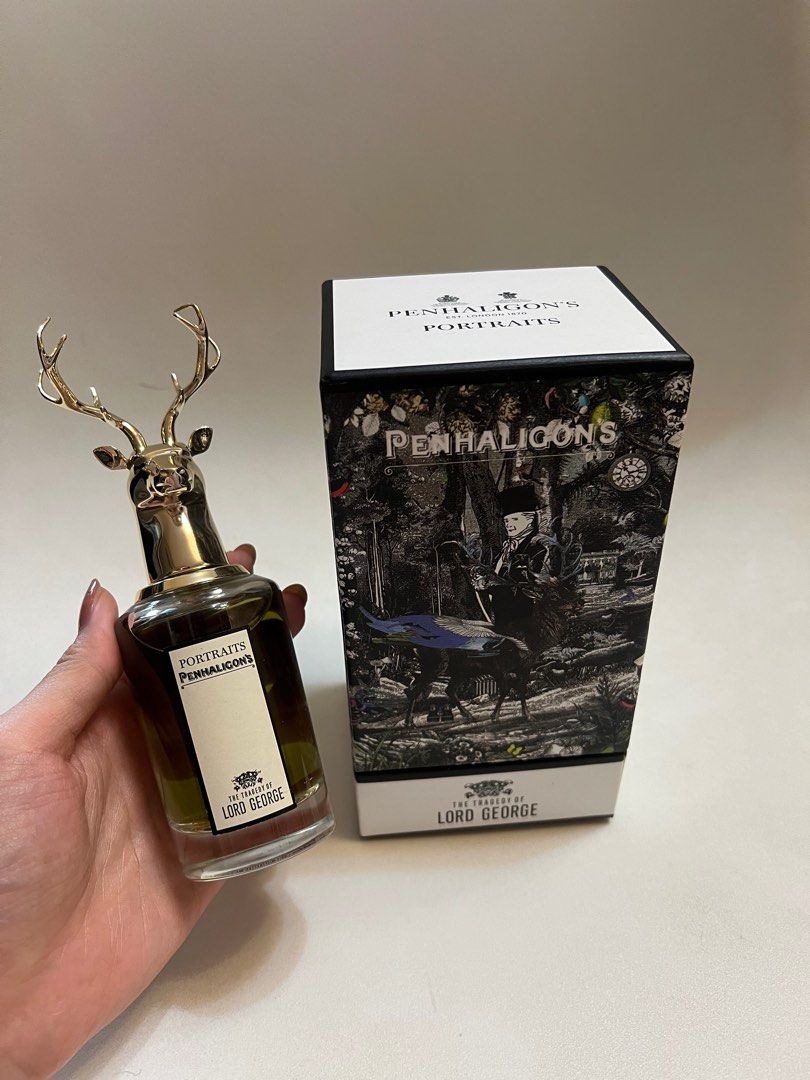 PENHALIGON'S
EST. LONDON 1870
PORTRAITS
PENHALIGON'S
THE TRAGEDY OF
LORD GEORGE
PORTRAITS
PENHALIGON'S
THE TRAGEDY OF
LORD GEORGE